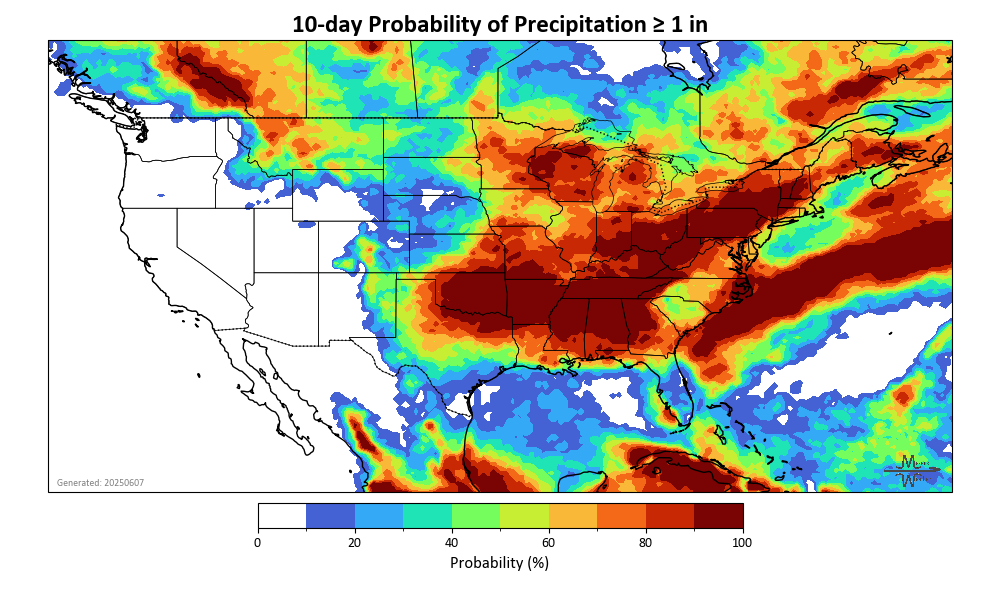 10-day Probability of Precipitation ≥ 1 in
Generated: 20250607
0 20 40 60 80 100
Probability (%)